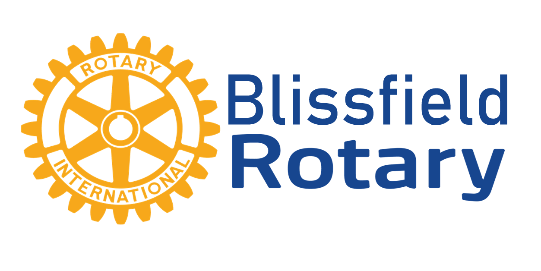 ROTARY
INTERNATIONAL
Blissfield
Rotary